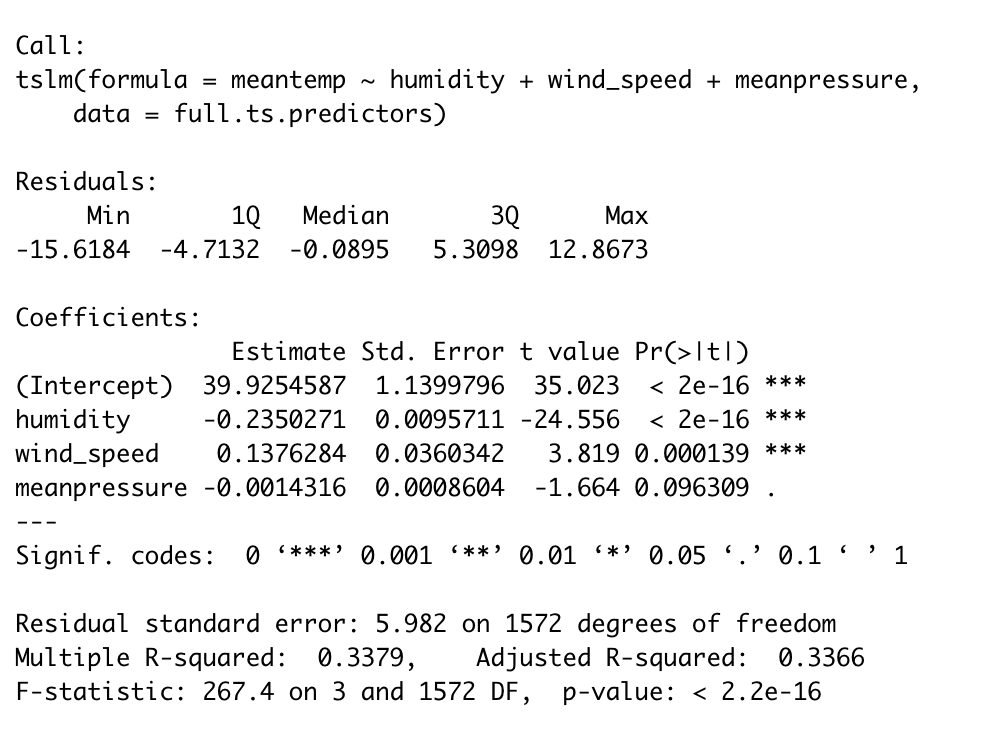 Call:
tslm(formula = meantemp ~ humidity + wind_speed + meanpressure,
    data = full.ts.predictors)

Residuals:
     Min       1Q   Median       3Q      Max
-15.6184  -4.7132  -0.0895   5.3098  12.8673

Coefficients:
               Estimate Std. Error t value Pr(>|t|)
(Intercept)  39.9254587  1.1399796  35.023  < 2e-16 ***
humidity     -0.2350271  0.0095711 -24.556  < 2e-16 ***
wind_speed    0.1376284  0.0360342   3.819 0.000139 ***
meanpressure -0.0014316  0.0008604  -1.664 0.096309 .
---
Signif. codes:  0 ‘***’ 0.001 ‘**’ 0.01 ‘*’ 0.05 ‘.’ 0.1 ‘ ’ 1

Residual standard error: 5.982 on 1572 degrees of freedom
Multiple R-squared:  0.3379,    Adjusted R-squared:  0.3366
F-statistic: 267.4 on 3 and 1572 DF,  p-value: < 2.2e-16